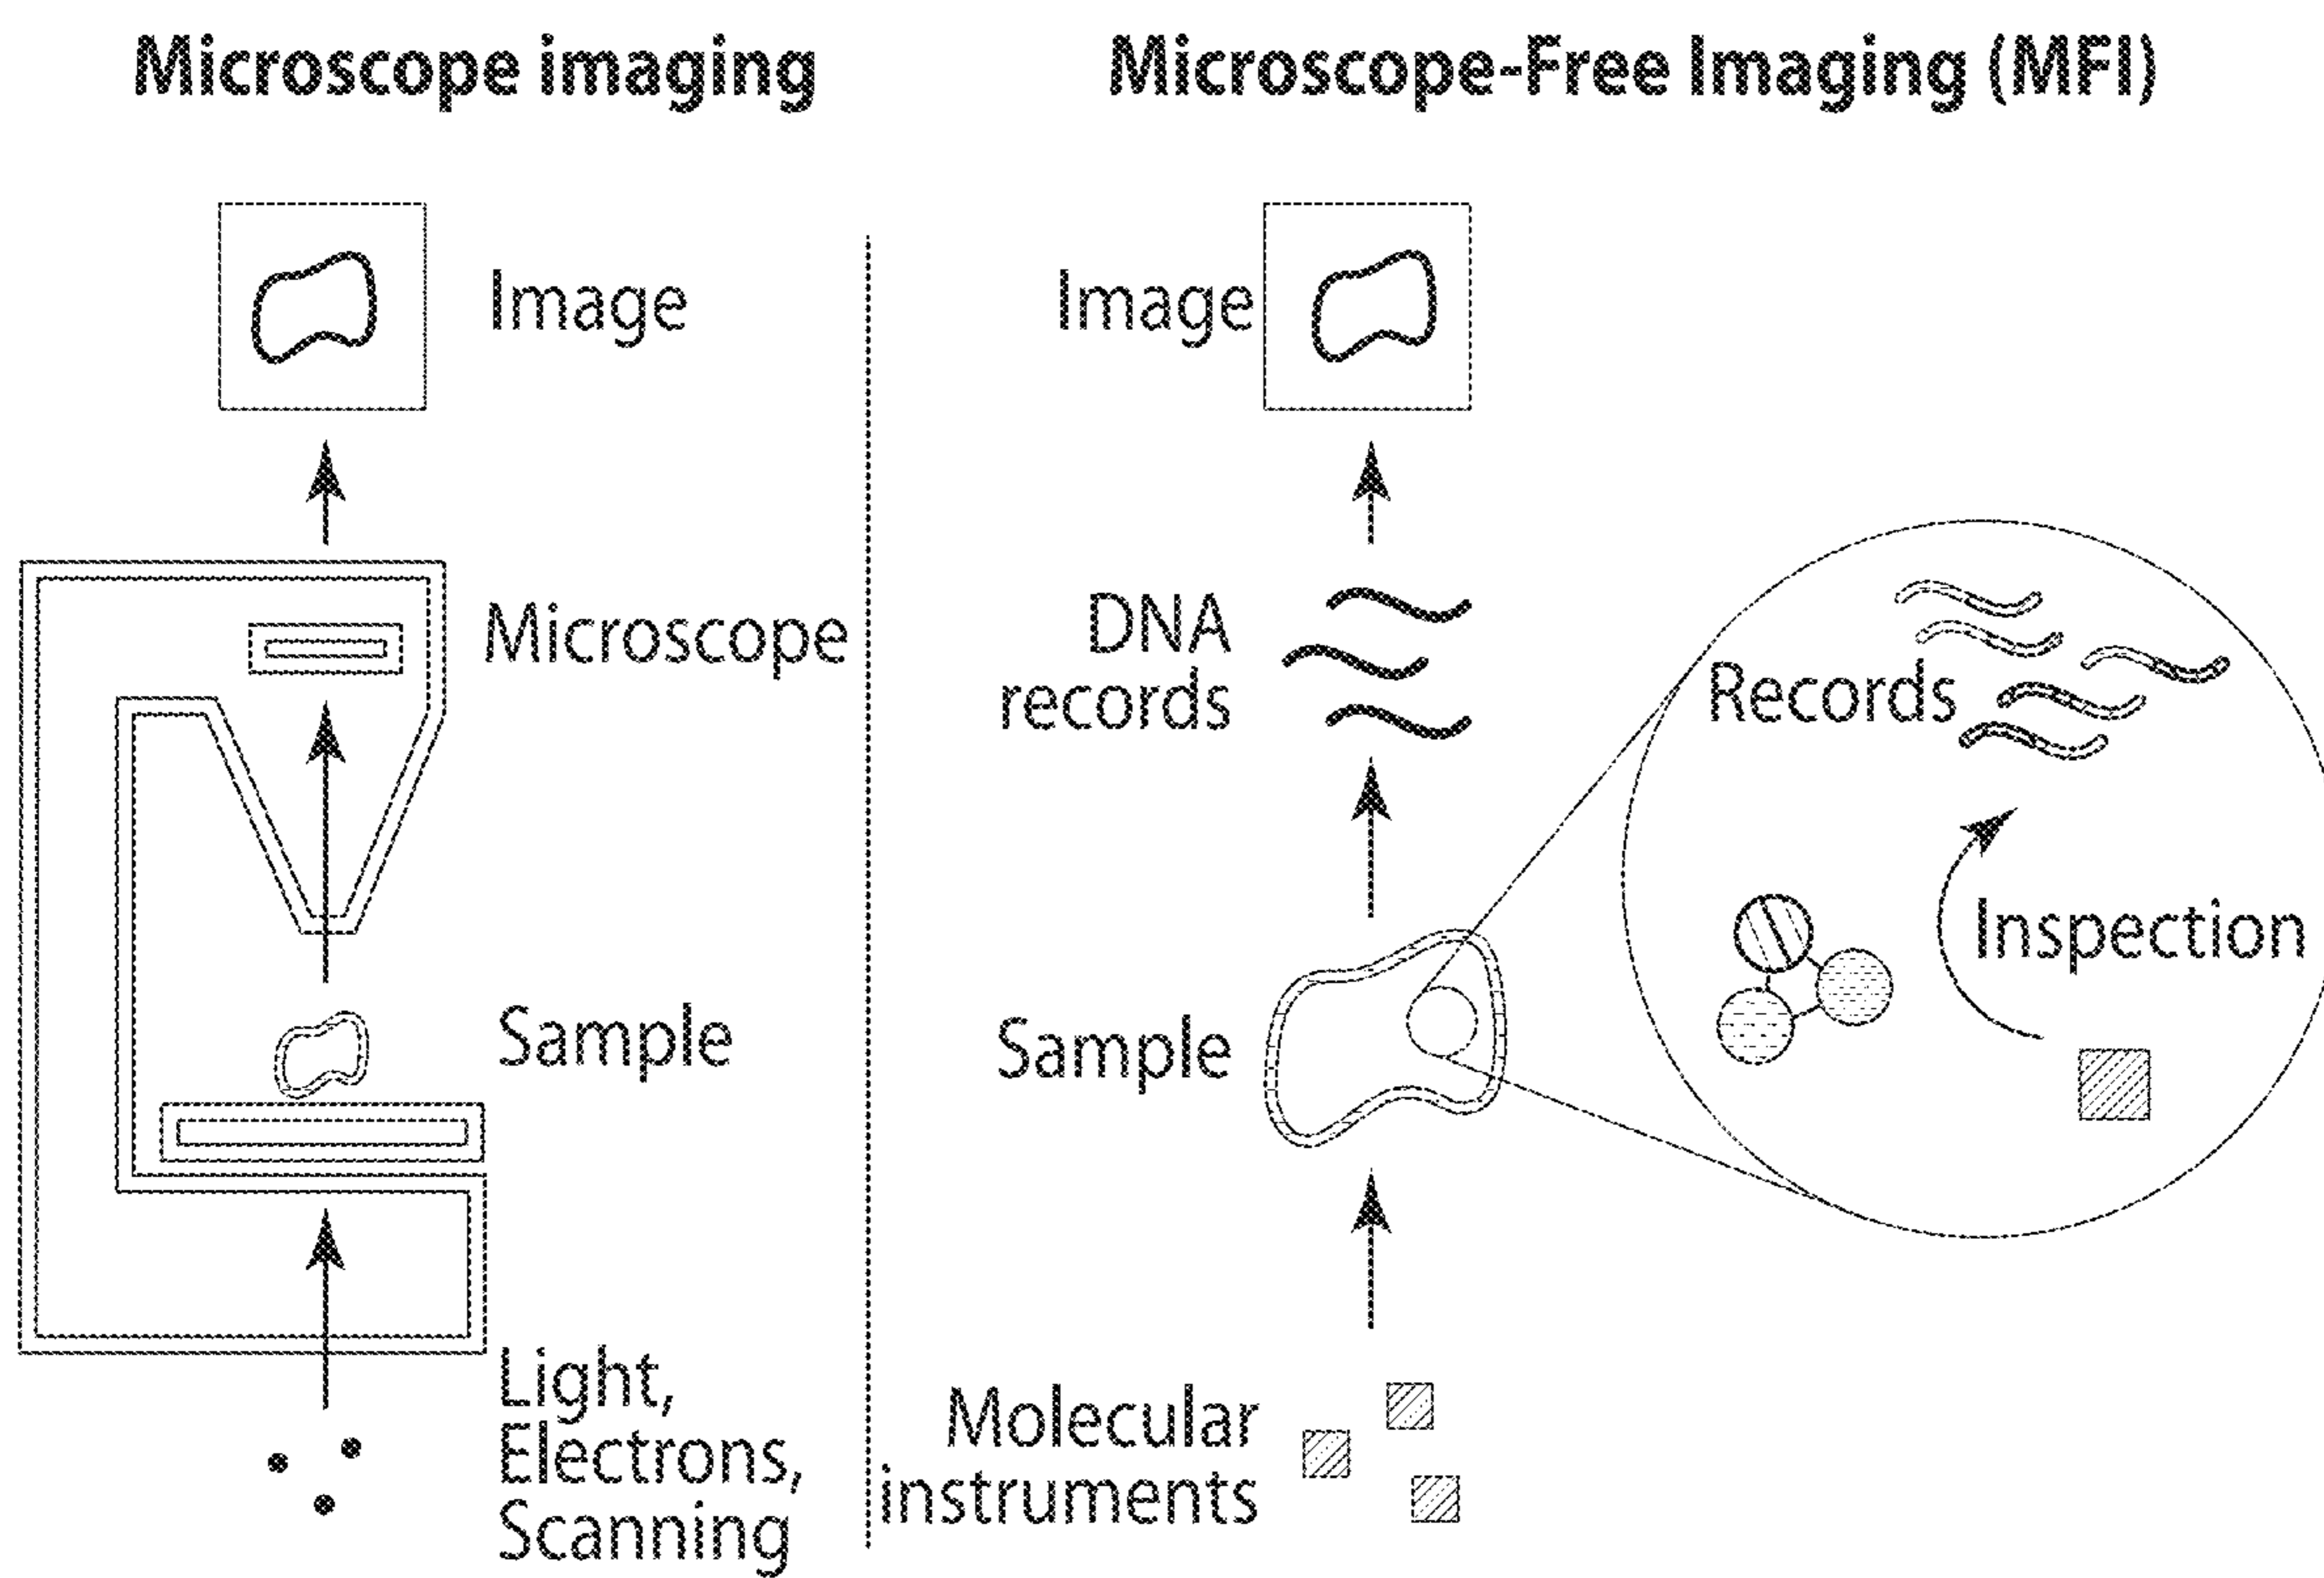 Microscope imaging
Image
Microscope
Sample
Light,
Electrons,
Scanning
Microscope-Free Imaging (MFI)
Image
DNA
records
Sample
Molecular
instruments
Records
Inspection